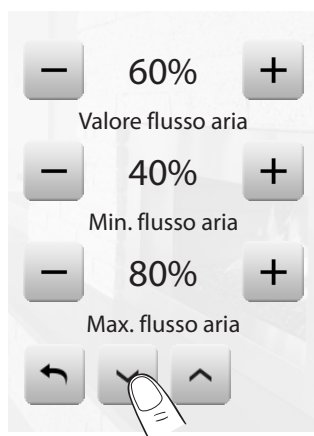 60%
Valore flusso aria
40%
Min. flusso aria
80%
Max. flusso aria